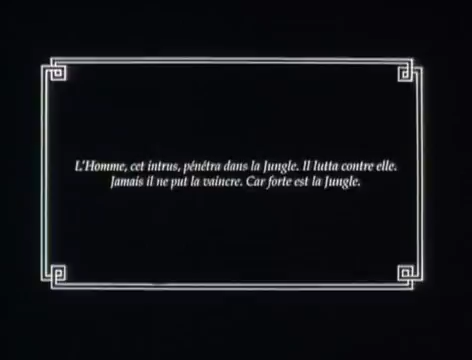 L'Homme, cet intrus, pénétra dans la Jungle. Il lutta contre elle.
Jamais il ne put la vaincre. Car forte est la Jungle.